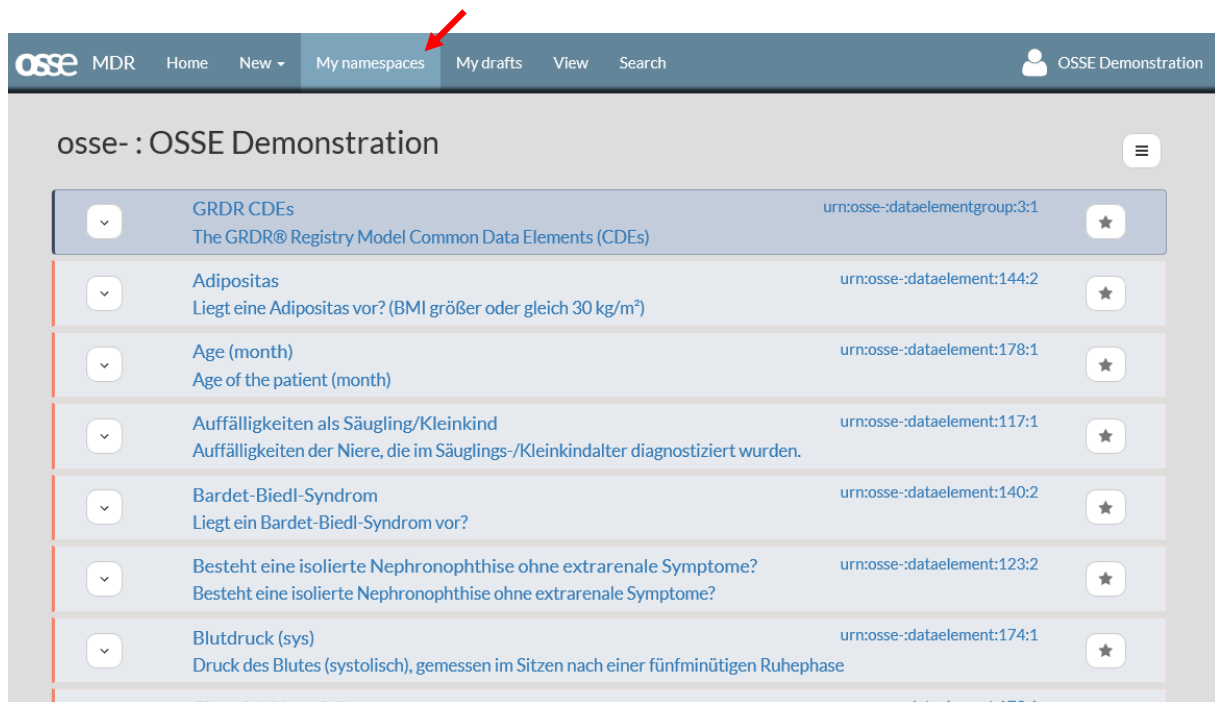 osse MDR Home New My namespaces My drafts View Search OSSE Demonstration
osse- : OSSE Demonstration
GRDR CDEs urn:osse-:dataelementgroup:3:1
The GRDR® Registry Model Common Data Elements (CDEs)
Adipositas urn:osse-:dataelement:144:2
Liegt eine Adipositas vor? (BMI größer oder gleich 30 kg/m²)
Age (month) urn:osse-:dataelement:178:1
Age of the patient (month)
Auffälligkeiten als Säugling/Kleinkind urn:osse-:dataelement:117:1
Auffälligkeiten der Niere, die im Säuglings-/Kleinkindalter diagnostiziert wurden.
Bardet-Biedl-Syndrom urn:osse-:dataelement:140:2
Liegt ein Bardet-Biedl-Syndrom vor?
Besteht eine isolierte Nephronophthise ohne extrarenale Symptome? urn:osse-:dataelement:123:2
Besteht eine isolierte Nephronophthise ohne extrarenale Symptome?
Blutdruck (sys) urn:osse-:dataelement:174:1
Druck des Blutes (systolisch), gemessen im Sitzen nach einer fünfminütigen Ruhephase